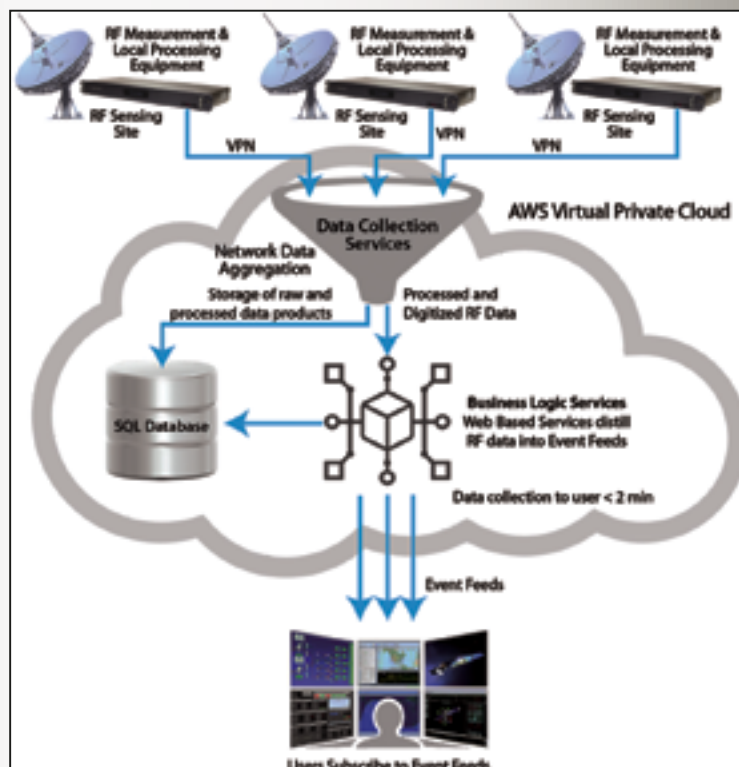 RF Measurement &
Local Processing
Equipment
RF Sensing
Site
VPN
RF Measurement &
Local Processing
Equipment
RF Sensing
Site
VPN
RF Measurement &
Local Processing
Equipment
RF Sensing
Site
VPN
AWS Virtual Private Cloud
Data Collection
Services
Network Data
Aggregation
Storage of raw and
processed data products
Processed and
Digitized RF Data
SQL Database
Business Logic Services
Web Based Services distill
RF data into Event Feeds
Data collection to user < 2 min
Event Feeds
Users Subscribe to Event Feeds